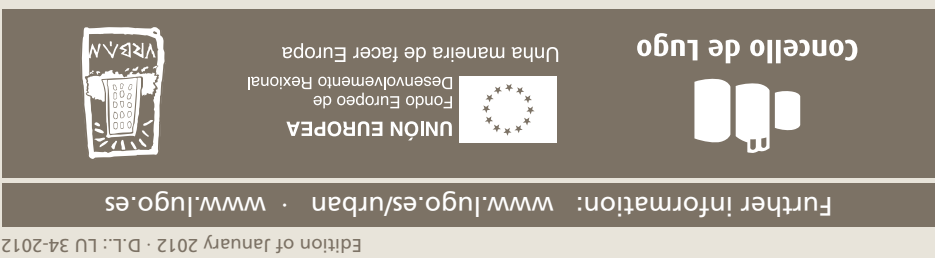 Edition of January 2012 · D.L.: LU 34-2012
Further information: www.lugo.es/urban · www.lugo.es
Concello de Lugo
UNIÓN EUROPEA
Fondo Europeo de
Desenvolvemento Rexional
Unha maneira de facer Europa
VRBAN